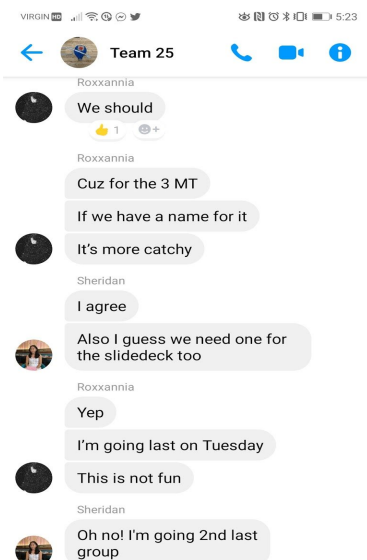 VIRGIN HD 5:23
Team 25
Roxxannia
We should
1
Roxxannia
Cuz for the 3 MT
If we have a name for it
It's more catchy
Sheridan
I agree
Also I guess we need one for
the slidedeck too
Roxxannia
Yep
I'm going last on Tuesday
This is not fun
Sheridan
Oh no! I'm going 2nd last
group